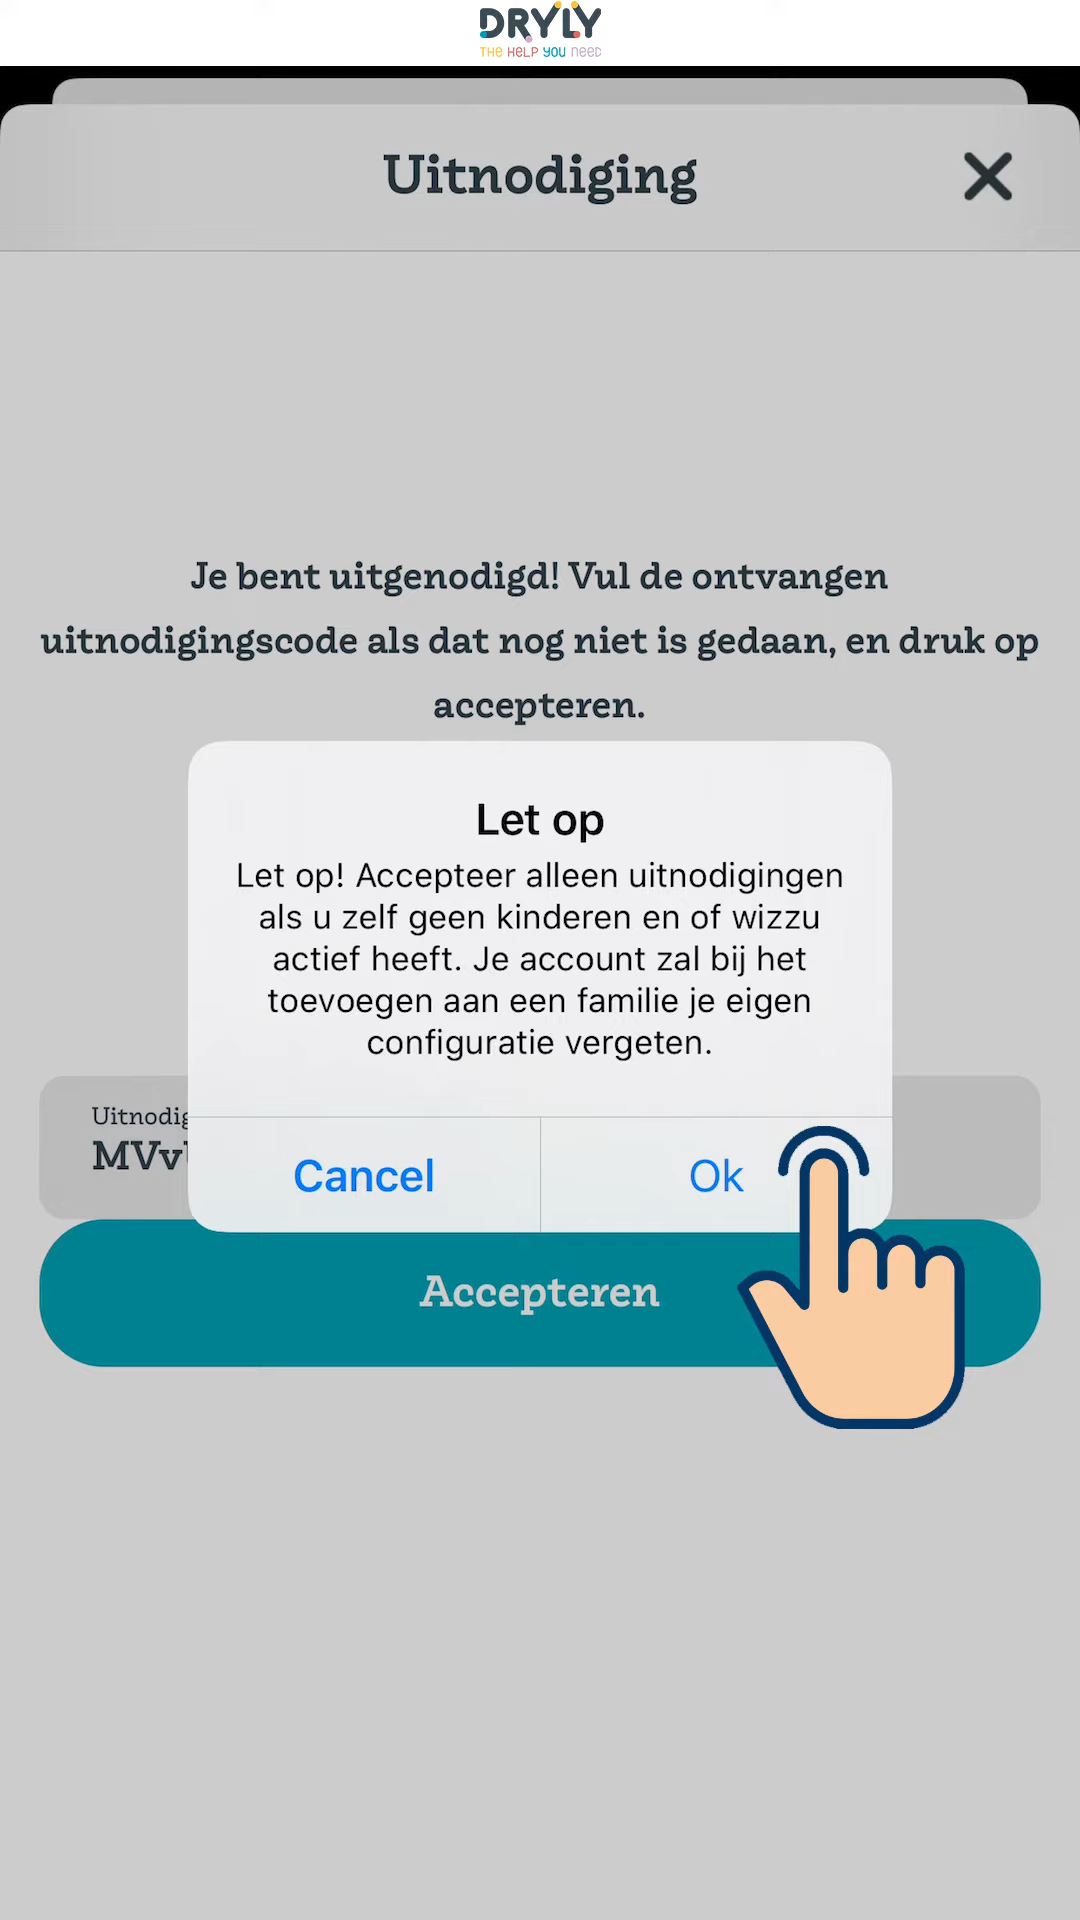 DRYLY
THE HELP YOU NEED
Uitnodiging
Je bent uitgenodigd! Vul de ontvangen
uitnodigingscode als dat nog niet is gedaan, en druk op
accepteren.
Let op
Let op! Accepteer alleen uitnodigingen
als u zelf geen kinderen en of wizzu
actief heeft. Je account zal bij het
toevoegen aan een familie je eigen
configuratie vergeten.
Cancel
Ok
Accepteren